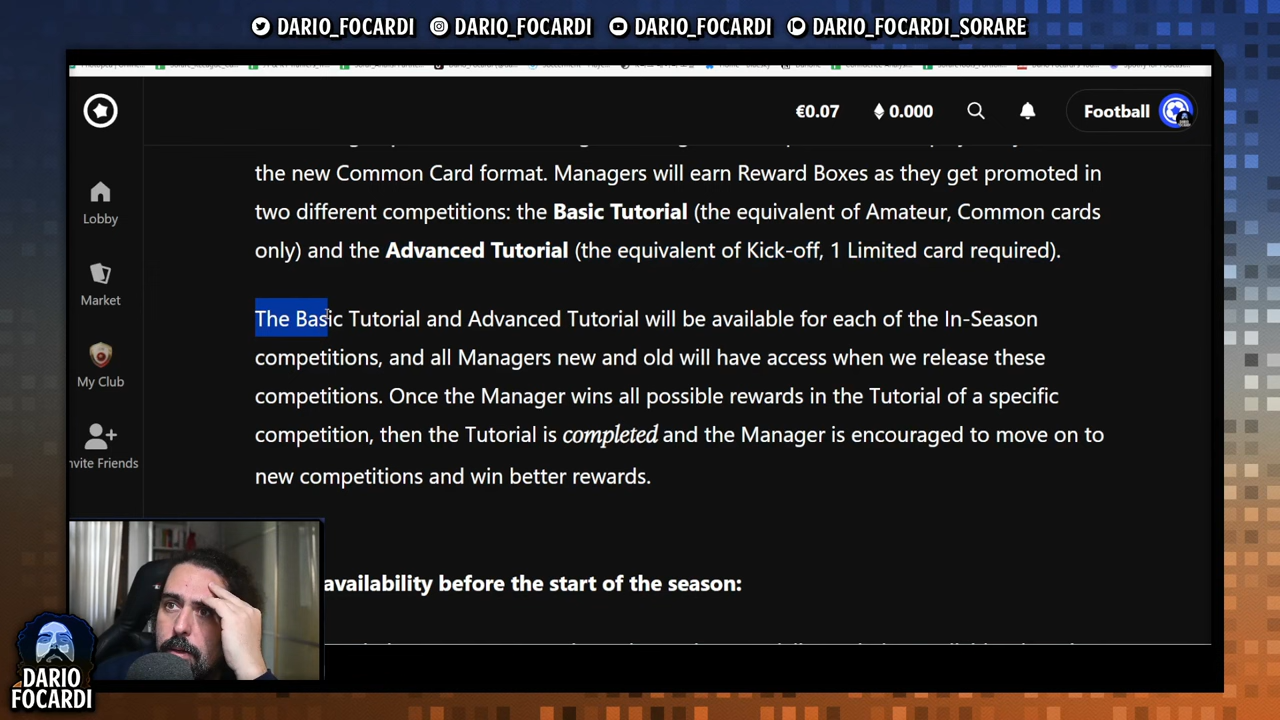 DARIO_FOCARDI DARIO_FOCARDI DARIO_FOCARDI DARIO_FOCARDI_SORARE
€0.07 0.000 Football
Lobby
Market
My Club
nvite Friends
the new Common Card format. Managers will earn Reward Boxes as they get promoted in
two different competitions: the Basic Tutorial (the equivalent of Amateur, Common cards
only) and the Advanced Tutorial (the equivalent of Kick-off, 1 Limited card required).
The Basic Tutorial and Advanced Tutorial will be available for each of the In-Season
competitions, and all Managers new and old will have access when we release these
competitions. Once the Manager wins all possible rewards in the Tutorial of a specific
competition, then the Tutorial is completed and the Manager is encouraged to move on to
new competitions and win better rewards.
availability before the start of the season:
DARIO
FOCARDI